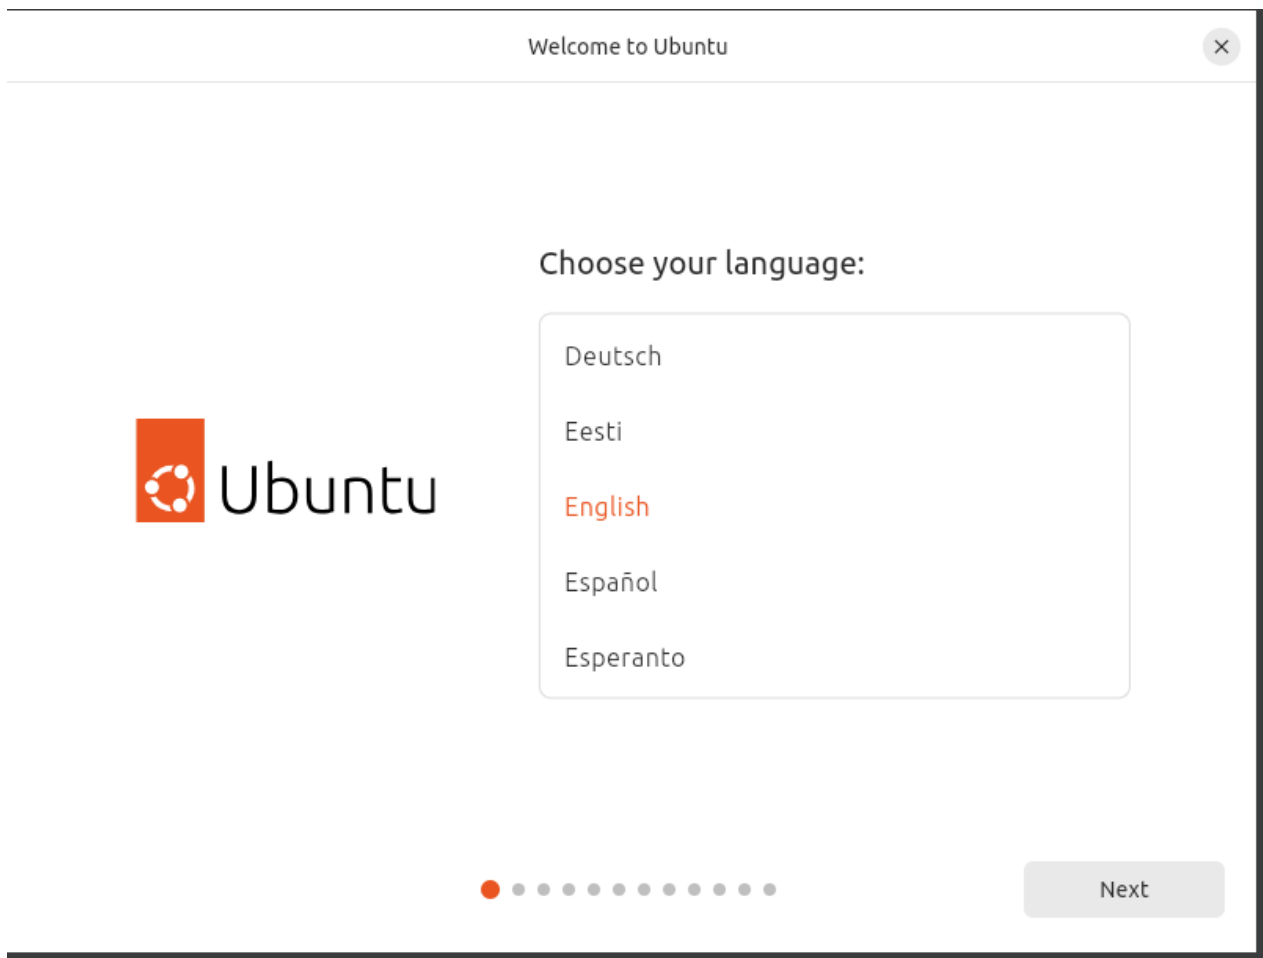 Welcome to Ubuntu
Choose your language:
Deutsch
Eesti
English
Español
Esperanto
Ubuntu
Next